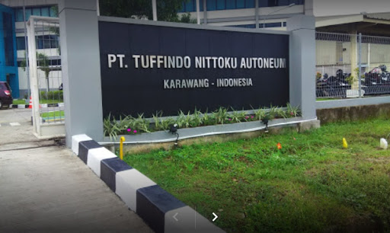 PT. TUFFINDO NITTOKU AUTONEUM
KARAWANG - INDONESIA